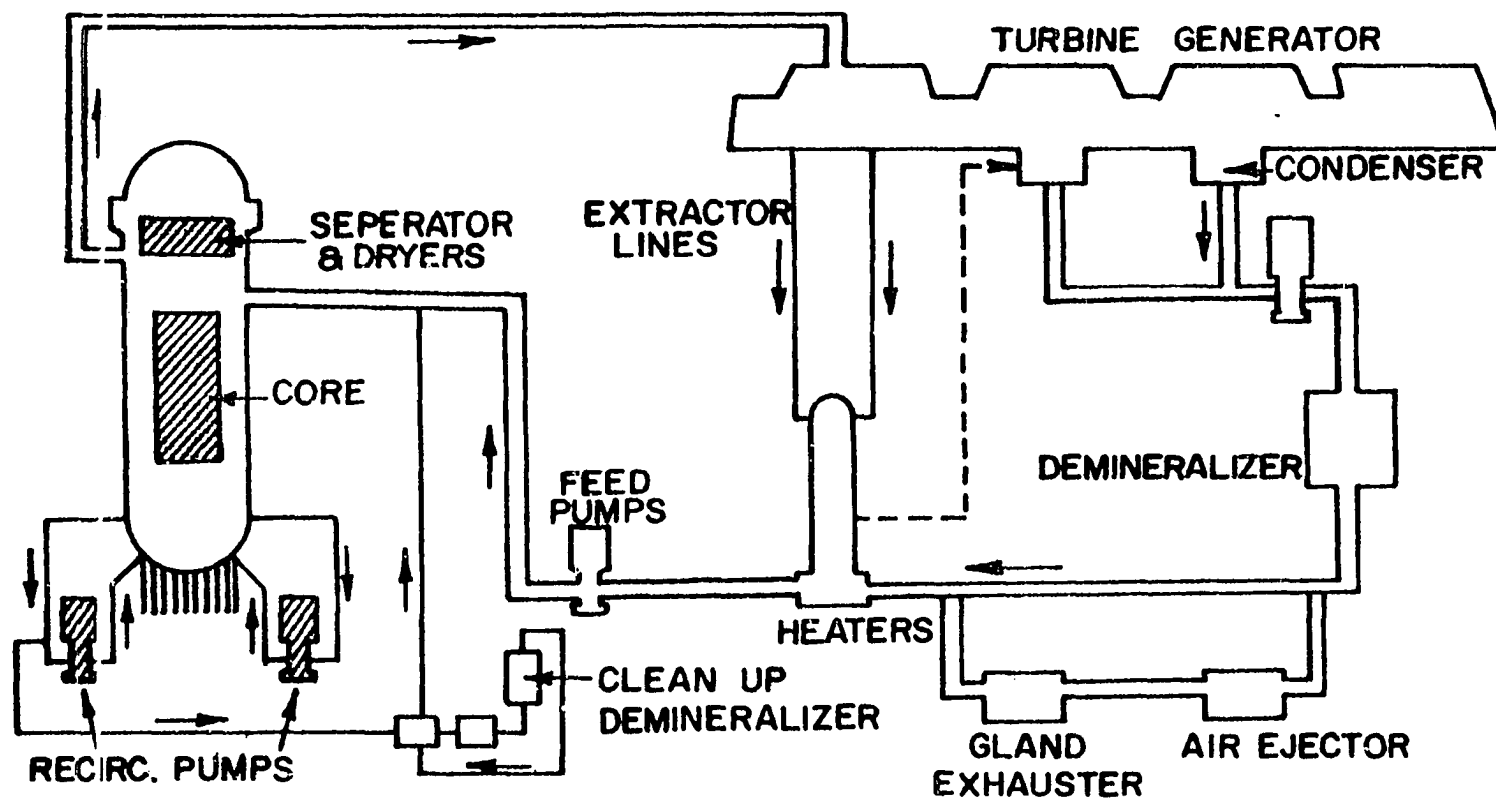 TURBINE GENERATOR
CONDENSER
SEPERATOR
& DRYERS
EXTRACTOR
LINES
CORE
DEMINERALIZER
FEED
PUMPS
HEATERS
CLEAN UP
DEMINERALIZER
RECIRC. PUMPS
GLAND
EXHAUSTER
AIR EJECTOR